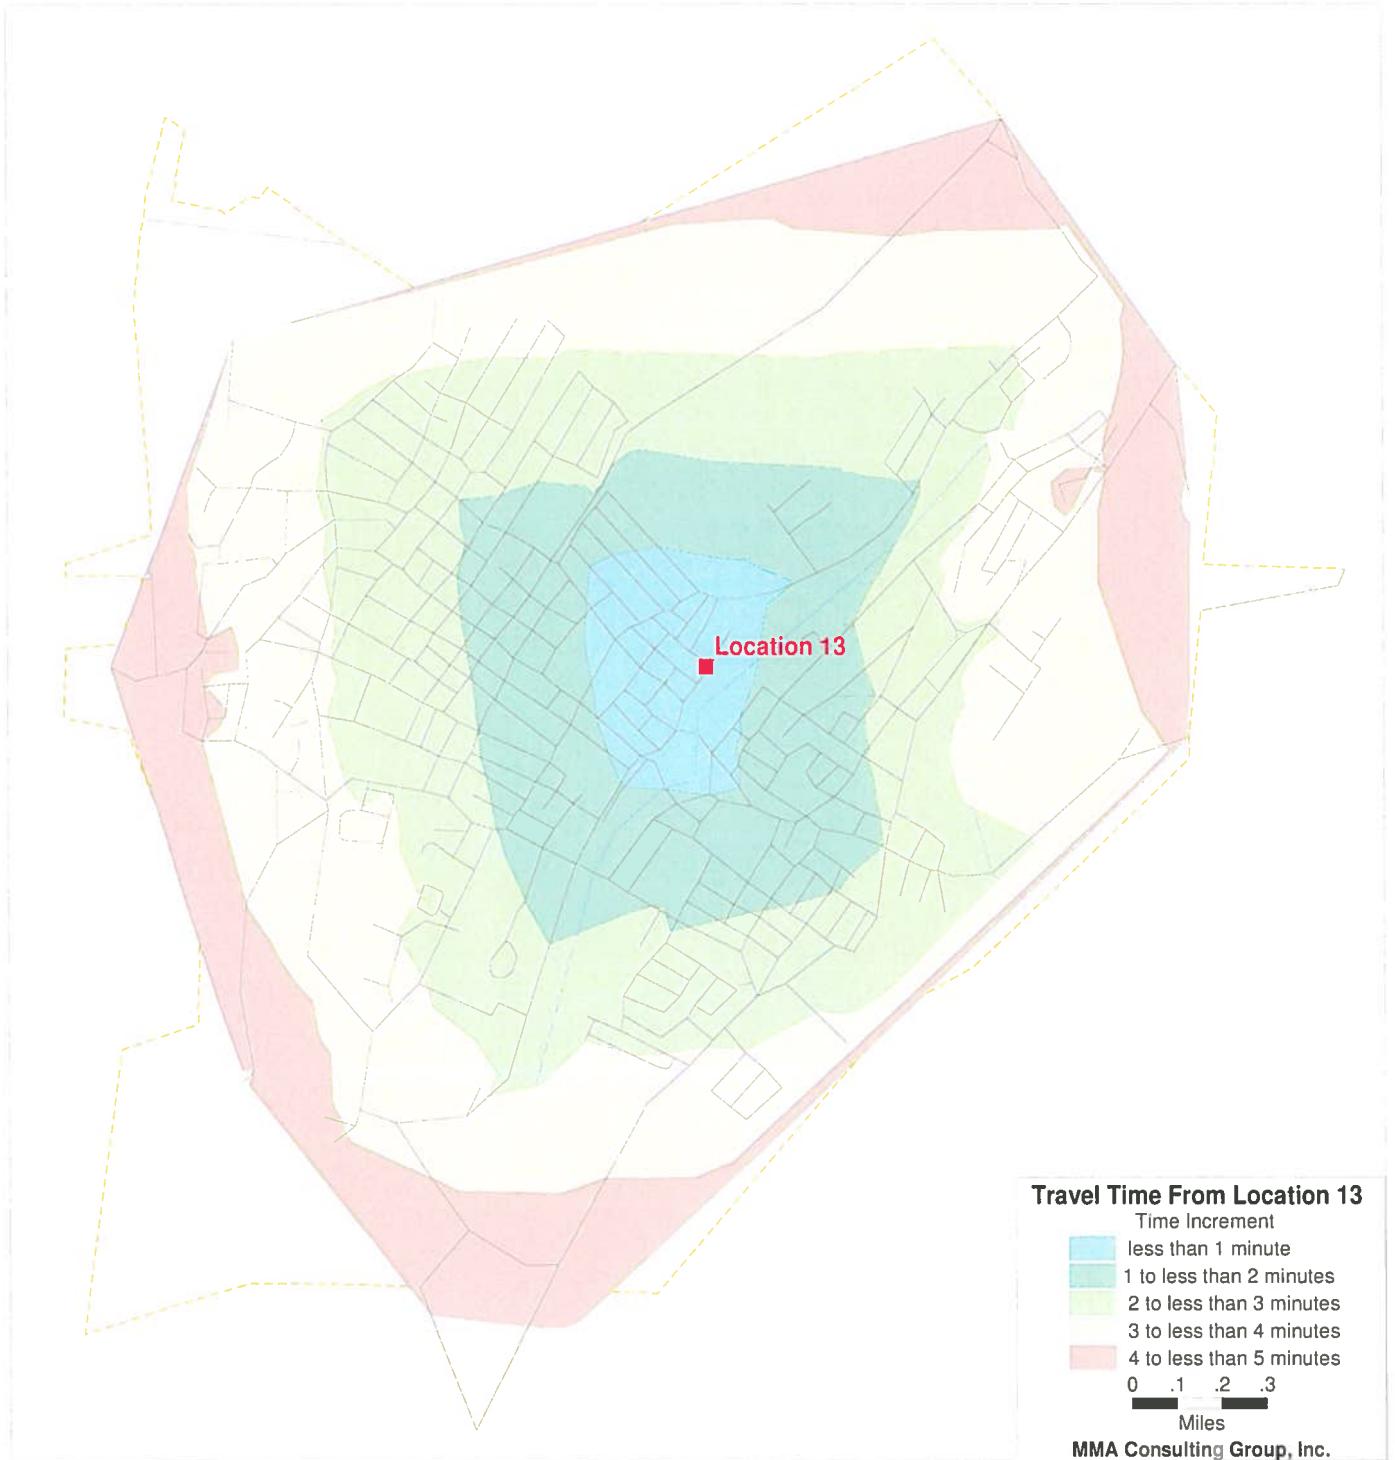 Location 13
Travel Time From Location 13
Time Increment
less than 1 minute
1 to less than 2 minutes
2 to less than 3 minutes
3 to less than 4 minutes
4 to less than 5 minutes
0 .1 .2 .3
Miles
MMA Consulting Group, Inc.